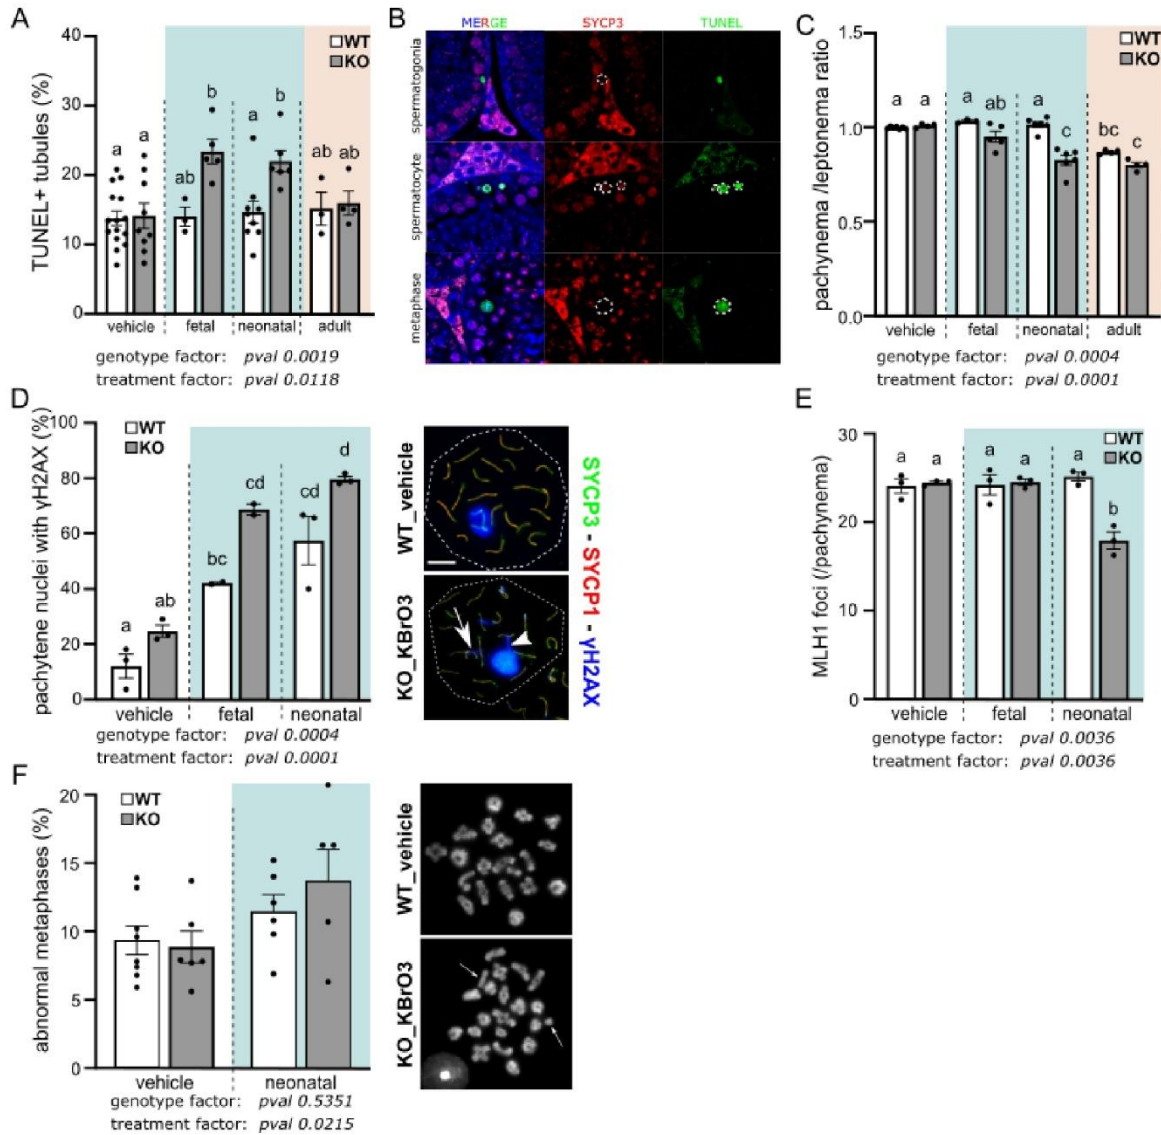 A
TUNEL+ tubules (%)
40
30
20
10
0
WT
KO
a a
ab b
a b
ab ab
vehicle fetal neonatal adult
genotype factor: pval 0.0019
treatment factor: pval 0.0118
B
MERGE SYCP3 TUNEL
spermatogonia
spermatocyte
metaphase
C
pachynema /leptonema ratio
1.5
1.0
0.5
0.0
WT
KO
a a
a ab
a c
bc c
vehicle fetal neonatal adult
genotype factor: pval 0.0004
treatment factor: pval 0.0001
D
pachytene nuclei with γH2AX (%)
100
80
60
40
20
0
WT
KO
a ab
bc cd
cd d
vehicle fetal neonatal
genotype factor: pval 0.0004
treatment factor: pval 0.0001
WT_vehicle
KO_KBrO3
SYCP3 - SYCP1 - γH2AX
E
MLH1 foci (/pachynema)
30
20
10
0
WT
KO
a a
a a
a b
vehicle fetal neonatal
genotype factor: pval 0.0036
treatment factor: pval 0.0036
F
abnormal metaphases (%)
20
15
10
5
0
WT
KO
vehicle neonatal
genotype factor: pval 0.5351
treatment factor: pval 0.0215
WT_vehicle
KO_KBrO3